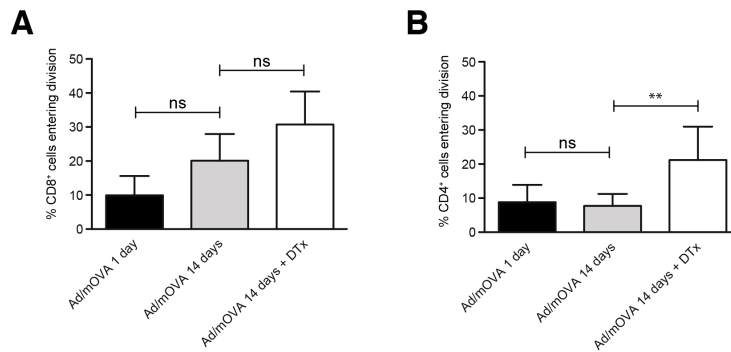 A
% CD8⁺ cells entering division
50
40
30
20
10
0
ns
ns
Ad/mOVA 1 day
Ad/mOVA 14 days
Ad/mOVA 14 days + DTx
B
% CD4⁺ cells entering division
50
40
30
20
10
0
ns
**
Ad/mOVA 1 day
Ad/mOVA 14 days
Ad/mOVA 14 days + DTx